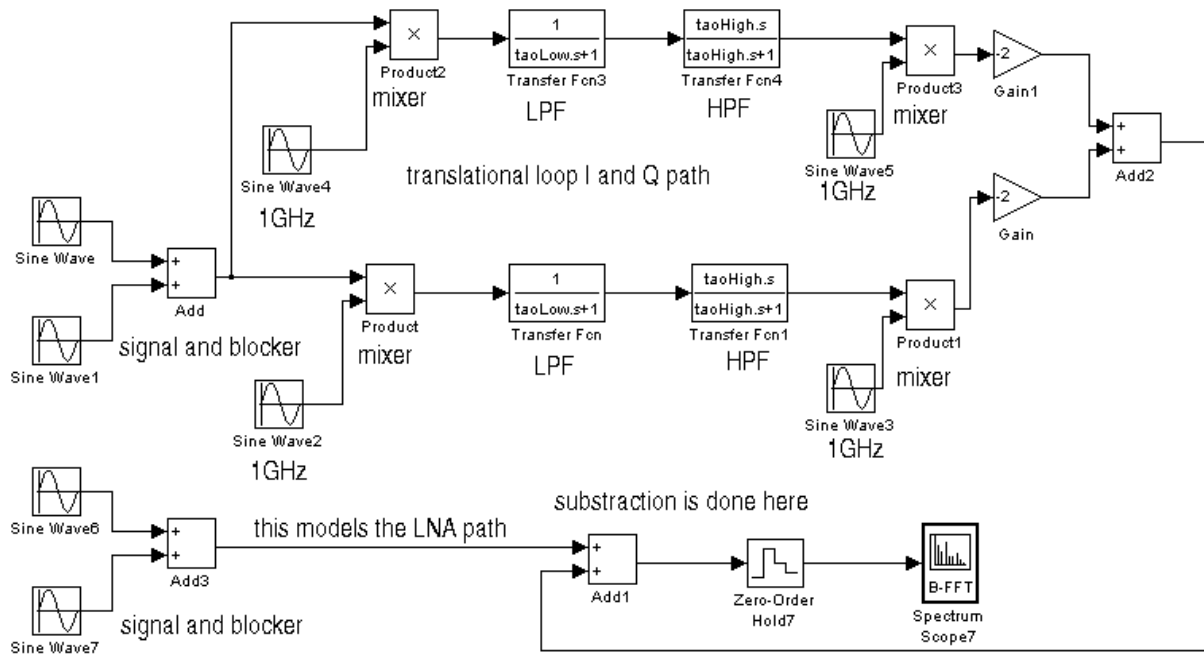 ×
Product2
mixer
1
taoLow.s+1
Transfer Fcn3
LPF
taoHigh.s
taoHigh.s+1
Transfer Fcn4
HPF
×
Product3
mixer
-2
Gain1
+
+
Add2
Sine Wave4
1GHz
translational loop I and Q path
Sine Wave5
1GHz
-2
Gain
Sine Wave
+
+
Add
Sine Wave1
signal and blocker
×
Product
mixer
1
taoLow.s+1
Transfer Fcn
LPF
taoHigh.s
taoHigh.s+1
Transfer Fcn1
HPF
×
Product1
mixer
Sine Wave2
1GHz
Sine Wave3
1GHz
Sine Wave6
+
+
Add3
Sine Wave7
signal and blocker
this models the LNA path
substraction is done here
+
+
Add1
Zero-Order
Hold7
B-FFT
Spectrum
Scope7